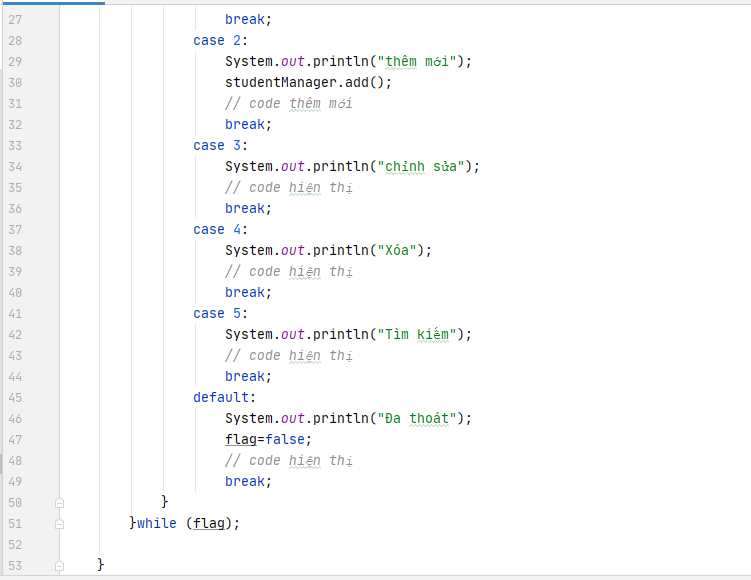 27                         break;
28                     case 2:
29                         System.out.println("thêm mới");
30                         studentManager.add();
31                         // code thêm mới
32                         break;
33                     case 3:
34                         System.out.println("chỉnh sửa");
35                         // code hiện thị
36                         break;
37                     case 4:
38                         System.out.println("Xóa");
39                         // code hiện thị
40                         break;
41                     case 5:
42                         System.out.println("Tìm kiếm");
43                         // code hiện thị
44                         break;
45                     default:
46                         System.out.println("Đa thoát");
47                         flag=false;
48                         // code hiện thị
49                         break;
50                 }
51             }while (flag);
52
53         }